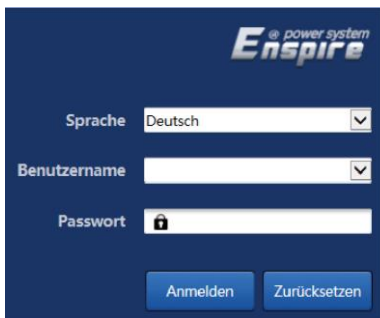 @ power system
Enspire
Sprache Deutsch
Benutzername
Passwort
Anmelden Zurücksetzen